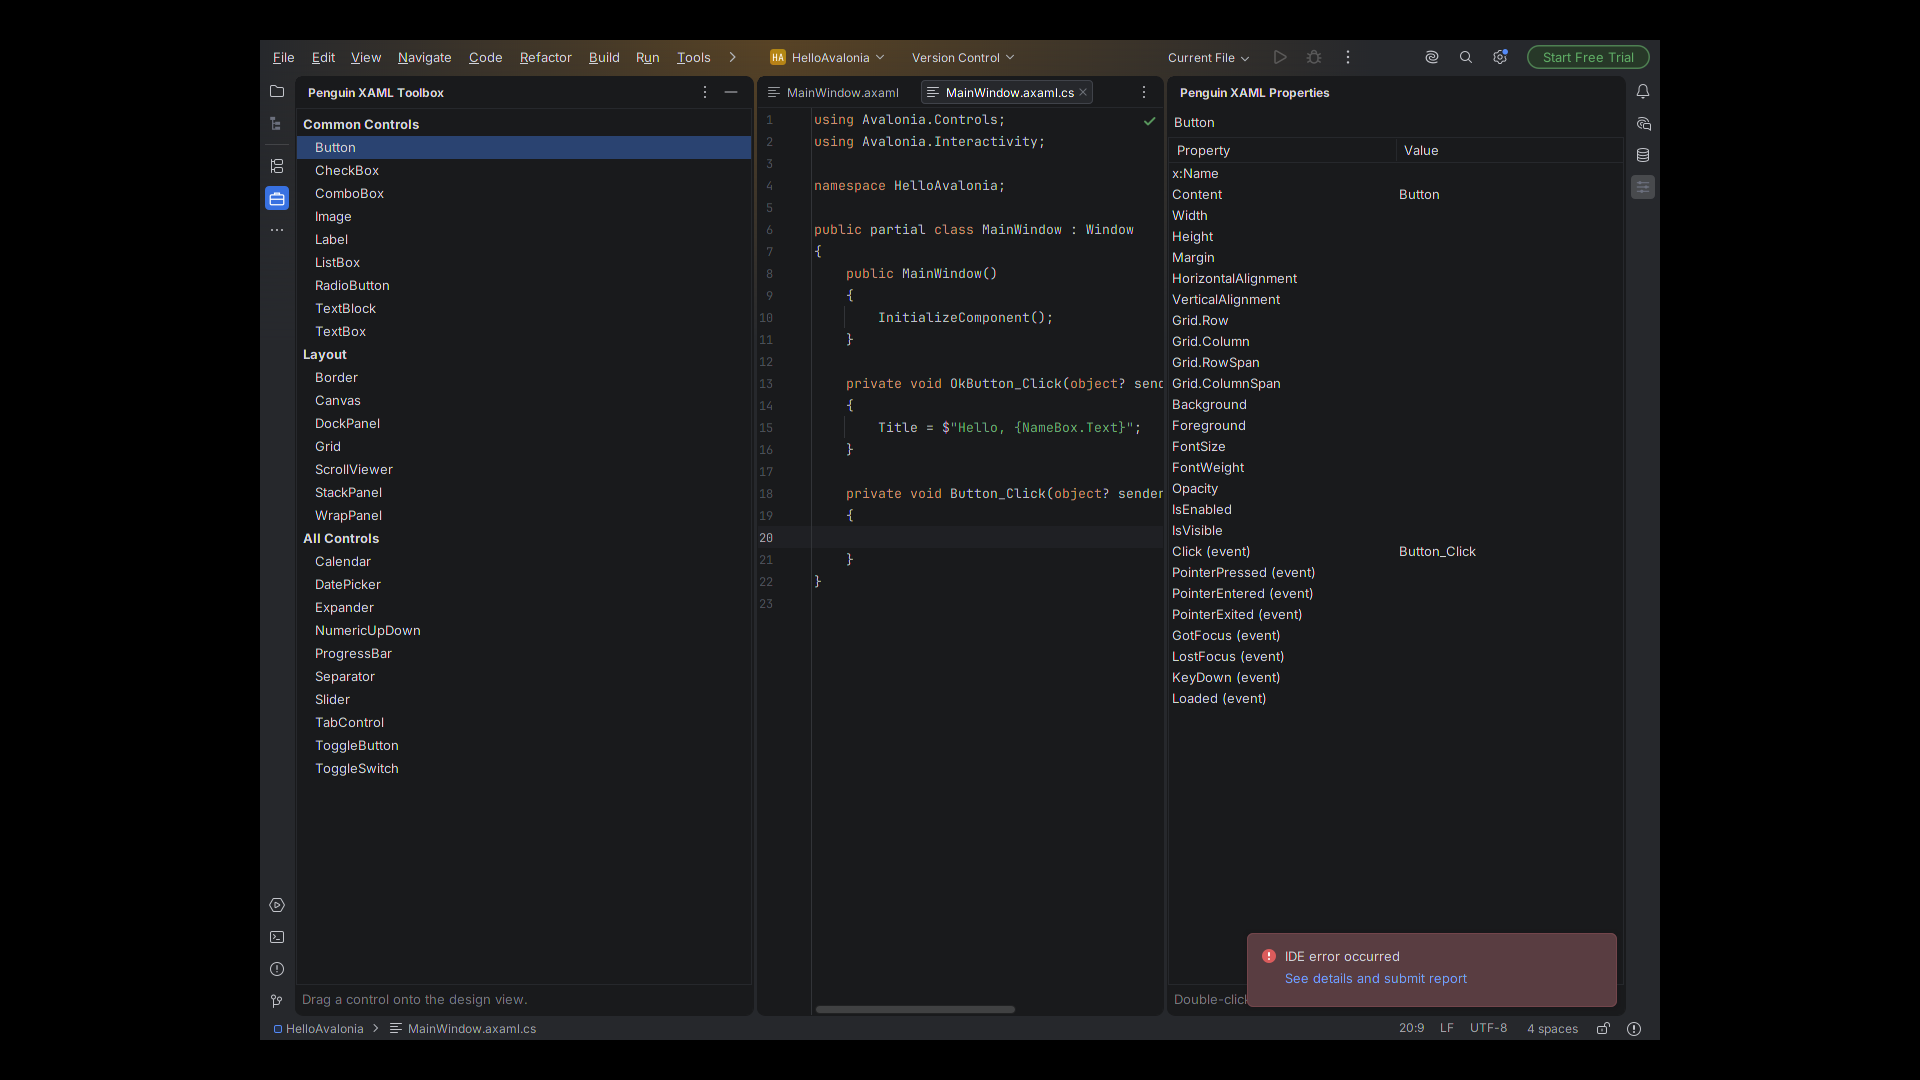 File Edit View Navigate Code Refactor Build Run Tools HA HelloAvalonia Version Control Current File Start Free Trial
Penguin XAML Toolbox
Common Controls
Button
CheckBox
ComboBox
Image
Label
ListBox
RadioButton
TextBlock
TextBox
Layout
Border
Canvas
DockPanel
Grid
ScrollViewer
StackPanel
WrapPanel
All Controls
Calendar
DatePicker
Expander
NumericUpDown
ProgressBar
Separator
Slider
TabControl
ToggleButton
ToggleSwitch
Drag a control onto the design view.
MainWindow.axaml MainWindow.axaml.cs
1 using Avalonia.Controls;
2 using Avalonia.Interactivity;
3
4 namespace HelloAvalonia;
5
6 public partial class MainWindow : Window
7 {
8 public MainWindow()
9 {
10 InitializeComponent();
11 }
12
13 private void OkButton_Click(object? send
14 {
15 Title = $"Hello, {NameBox.Text}";
16 }
17
18 private void Button_Click(object? sender
19 {
20
21 }
22 }
23
Penguin XAML Properties
Button
Property Value
x:Name
Content Button
Width
Height
Margin
HorizontalAlignment
VerticalAlignment
Grid.Row
Grid.Column
Grid.RowSpan
Grid.ColumnSpan
Background
Foreground
FontSize
FontWeight
Opacity
IsEnabled
IsVisible
Click (event) Button_Click
PointerPressed (event)
PointerEntered (event)
PointerExited (event)
GotFocus (event)
LostFocus (event)
KeyDown (event)
Loaded (event)
Double-click
IDE error occurred
See details and submit report
HelloAvalonia MainWindow.axaml.cs 20:9 LF UTF-8 4 spaces